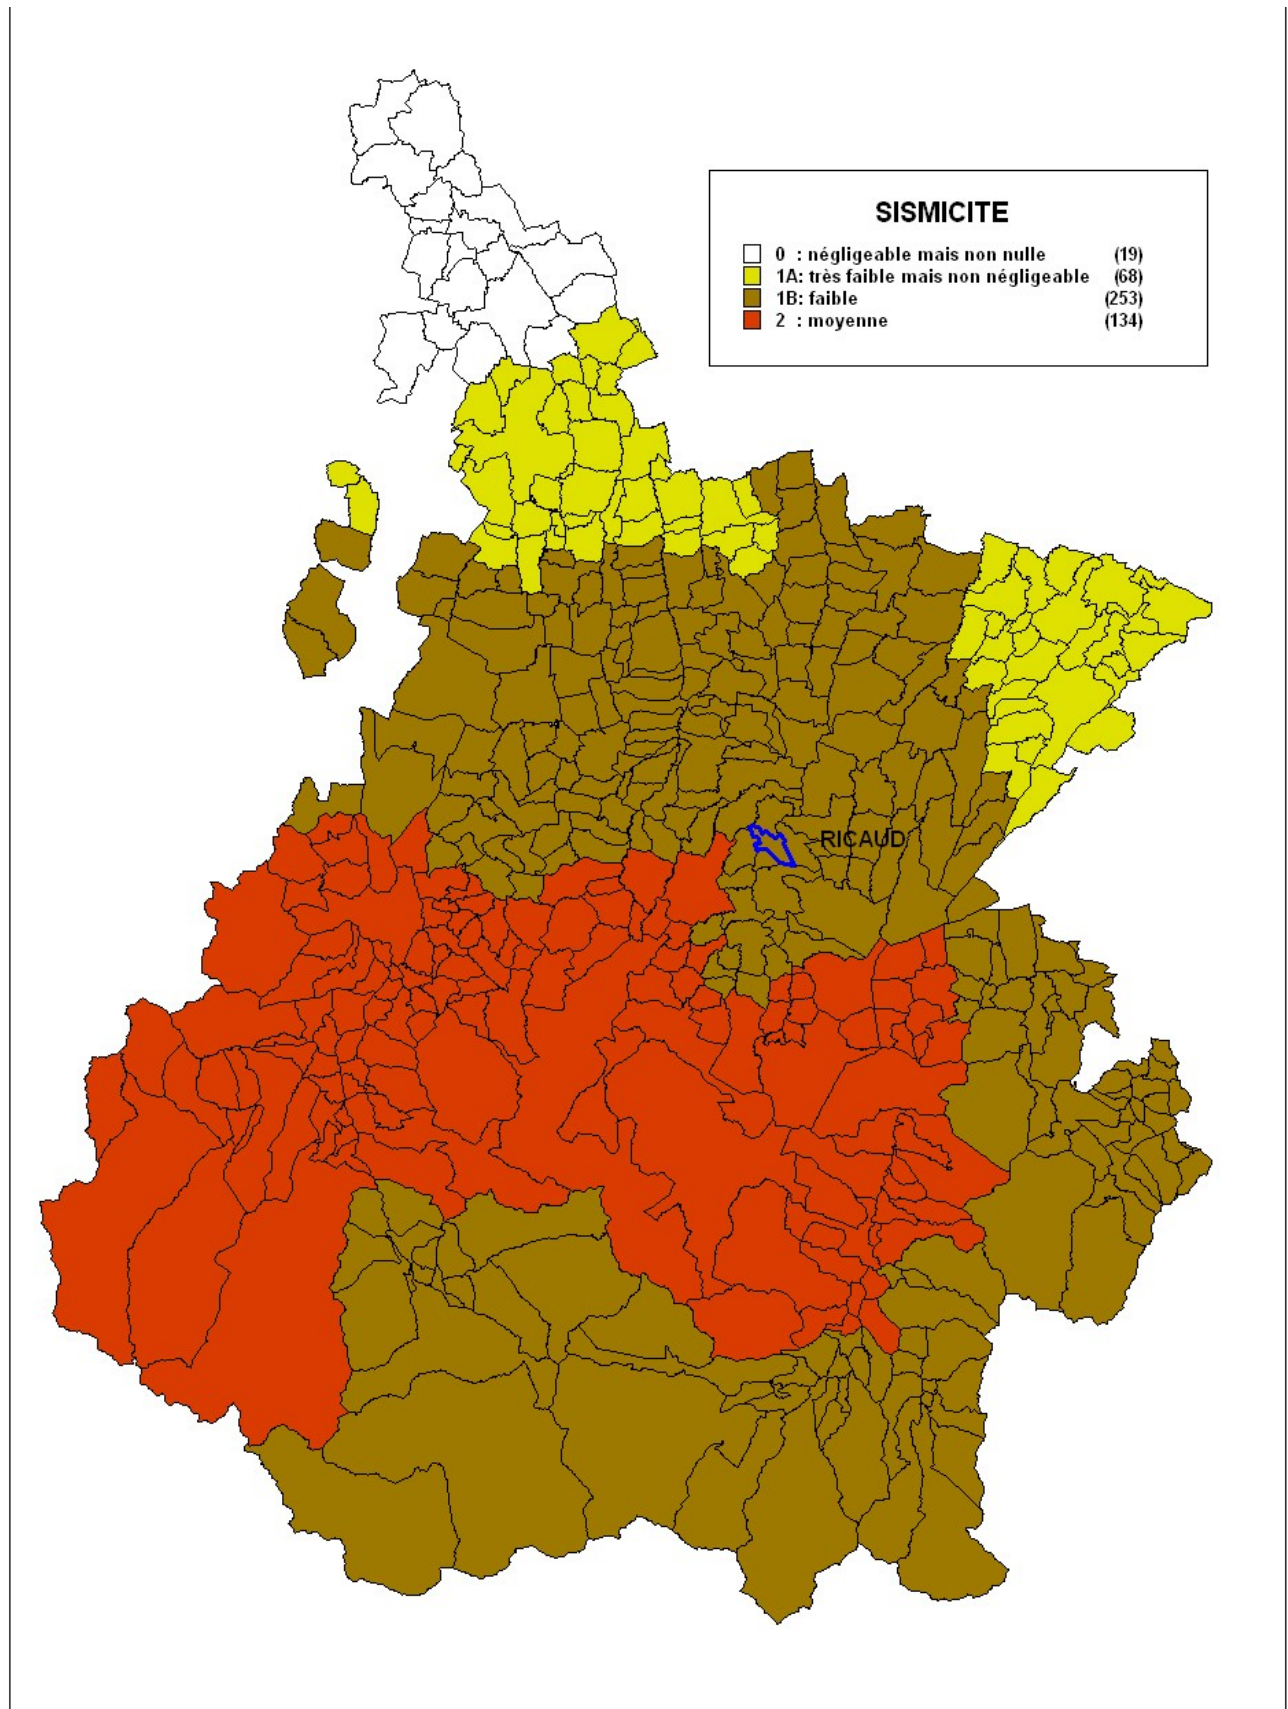 SISMICITE
0 : négligeable mais non nulle (19)
1A: très faible mais non négligeable (68)
1B: faible (253)
2 : moyenne (134)
RICAUD